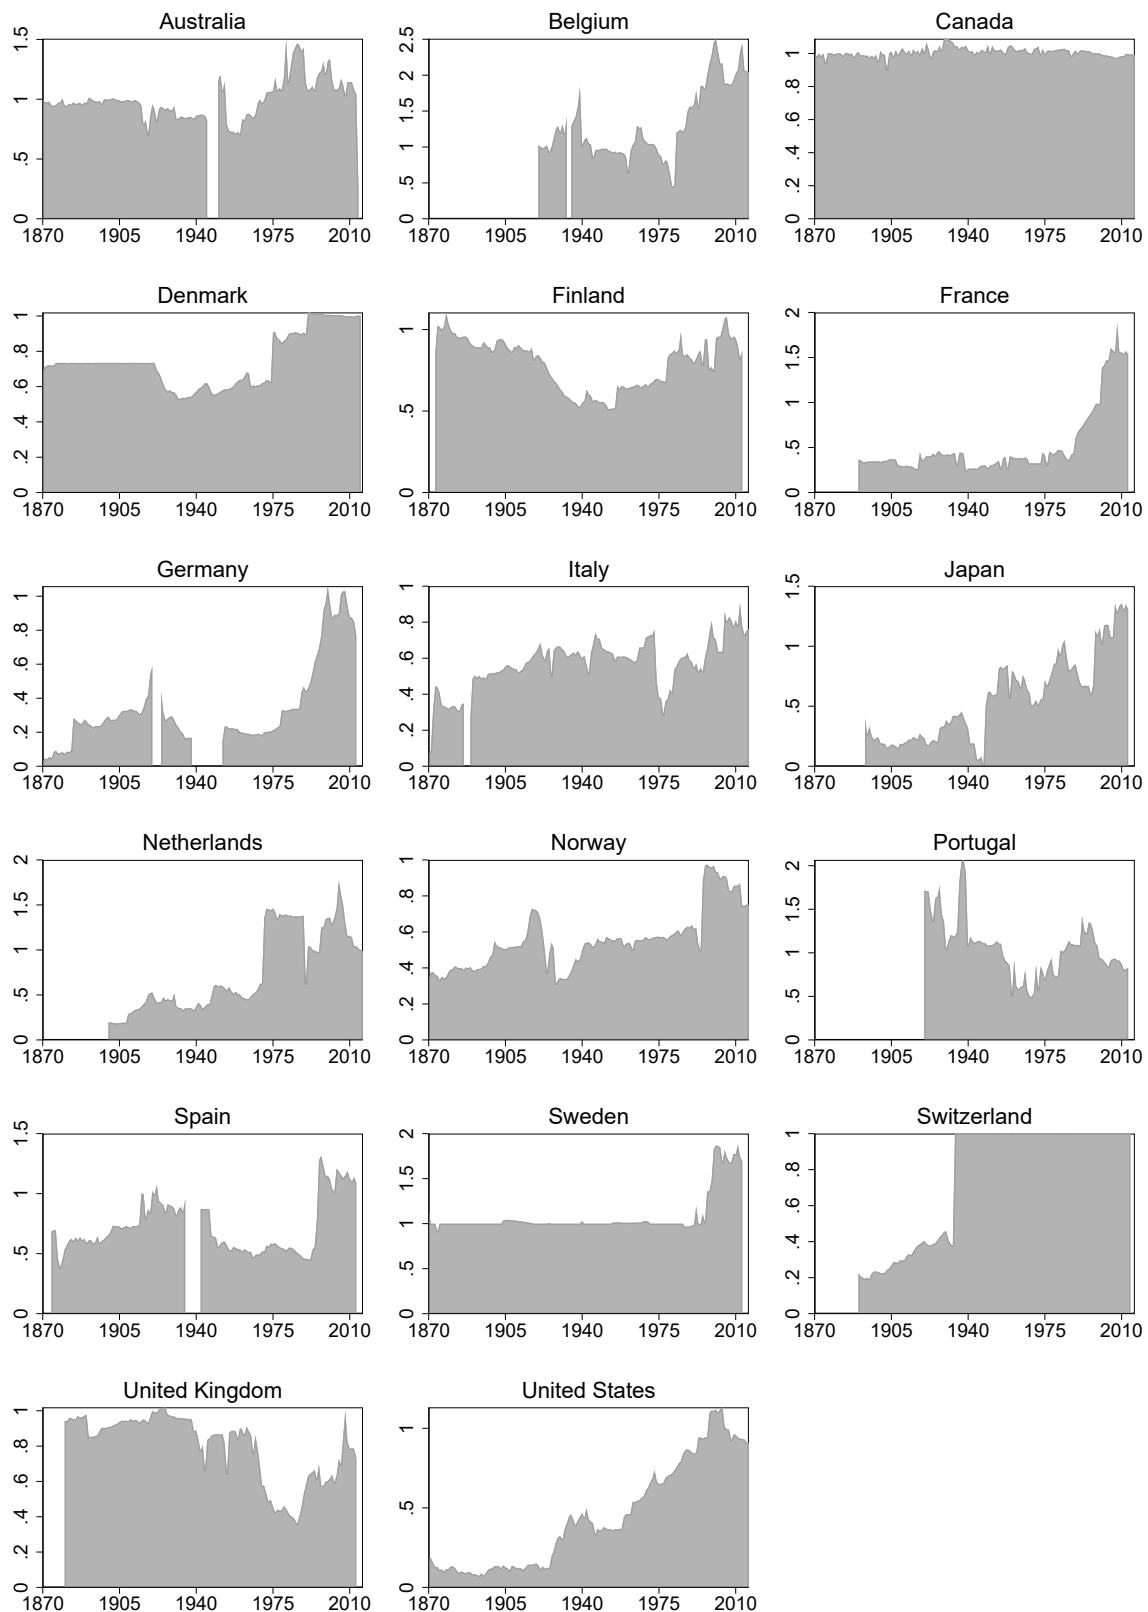 Australia Belgium Canada
1.5 2.5 1
1 2 .8
.5 1.5 .6
0 1 .4
.5 .2
0 0
1870 1905 1940 1975 2010 1870 1905 1940 1975 2010 1870 1905 1940 1975 2010
Denmark Finland France
1 1 2
.8 .5 1.5
.6 0 1
.4 .5
.2 0
0
1870 1905 1940 1975 2010 1870 1905 1940 1975 2010 1870 1905 1940 1975 2010
Germany Italy Japan
1 1 1.5
.8 .8 1
.6 .6 .5
.4 .4 0
.2 .2
0 0
1870 1905 1940 1975 2010 1870 1905 1940 1975 2010 1870 1905 1940 1975 2010
Netherlands Norway Portugal
2 1 2
1.5 .8 1.5
1 .6 1
.5 .4 .5
0 .2 0
0
1870 1905 1940 1975 2010 1870 1905 1940 1975 2010 1870 1905 1940 1975 2010
Spain Sweden Switzerland
1.5 2 1
1 1.5 .8
.5 1 .6
0 .5 .4
0 .2
0
1870 1905 1940 1975 2010 1870 1905 1940 1975 2010 1870 1905 1940 1975 2010
United Kingdom United States
1 1
.8 .5
.6 0
.4
.2
0
1870 1905 1940 1975 2010 1870 1905 1940 1975 2010